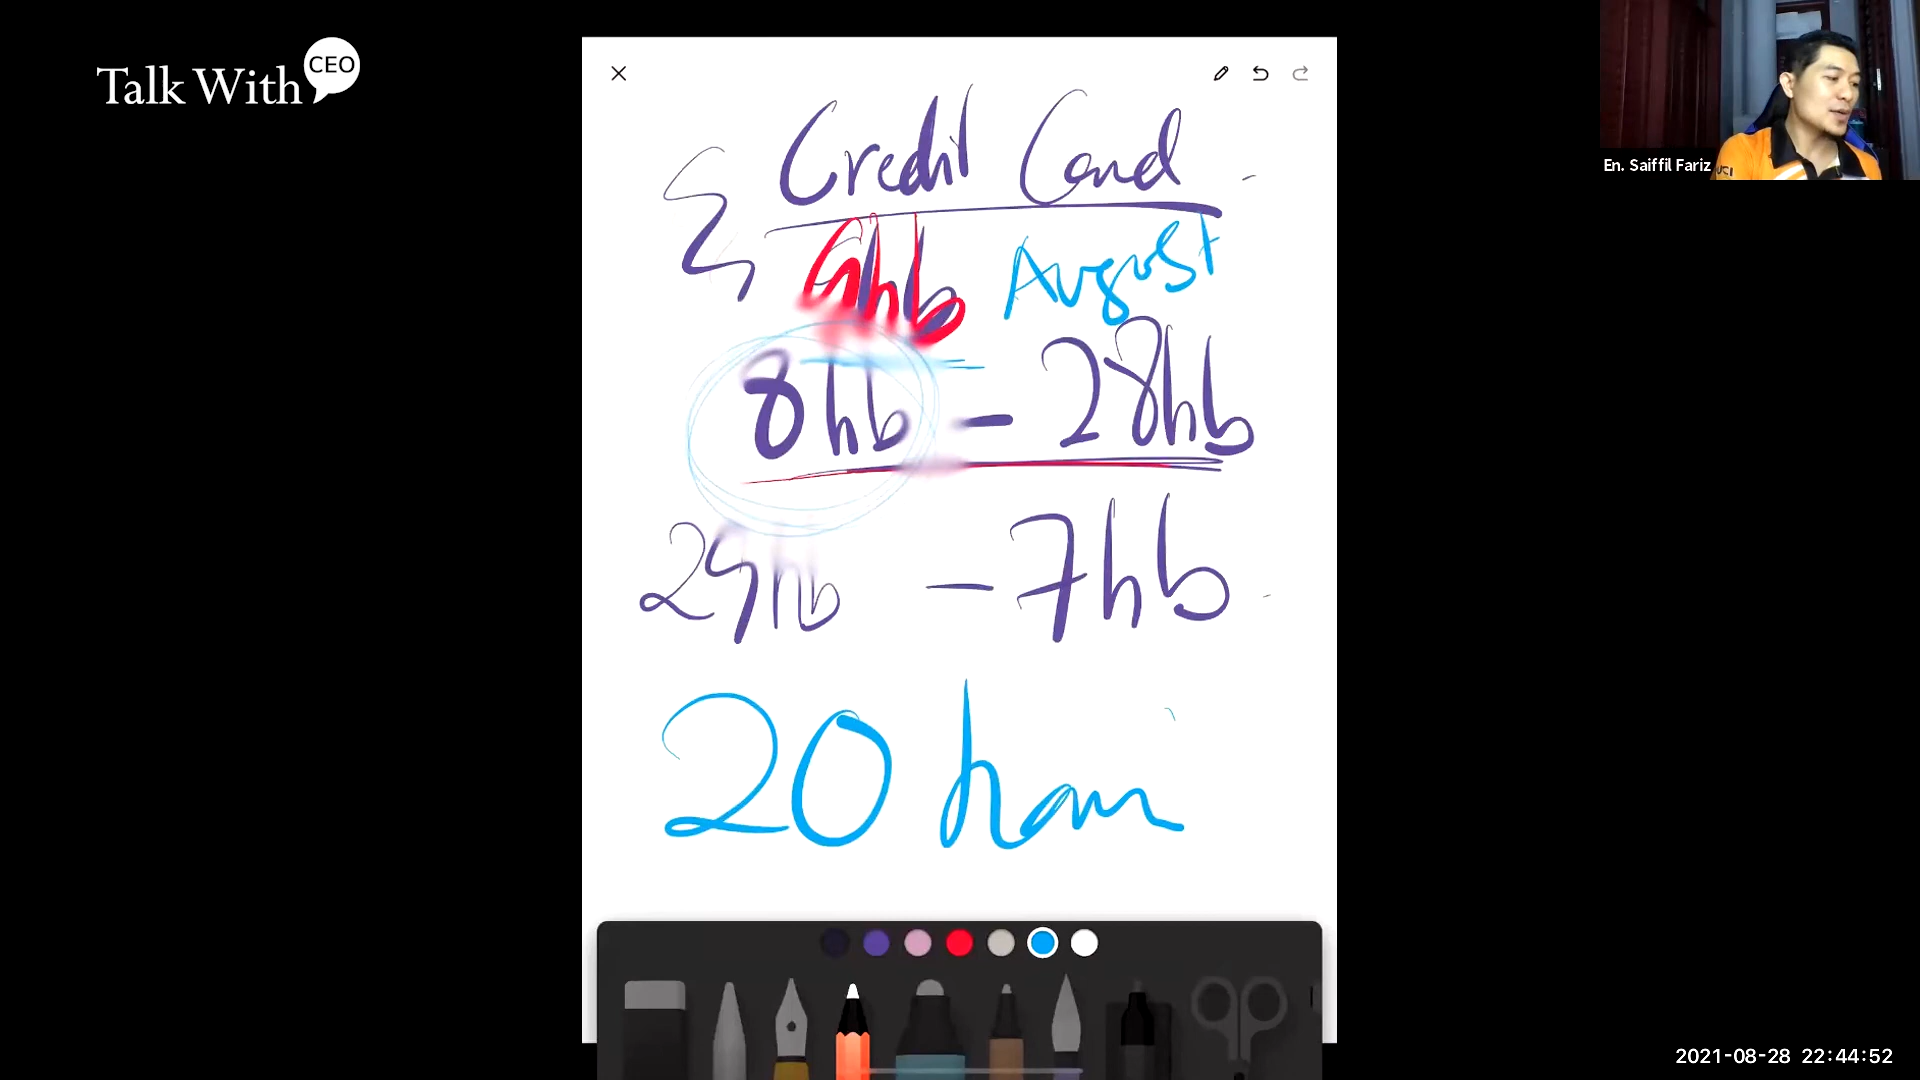 Talk With CEO
Credit Card
9hb August
8hb - 28hb
29hb - 7hb
20 hari
En. Saiffil Fariz
UCI
2021-08-28 22:44:52